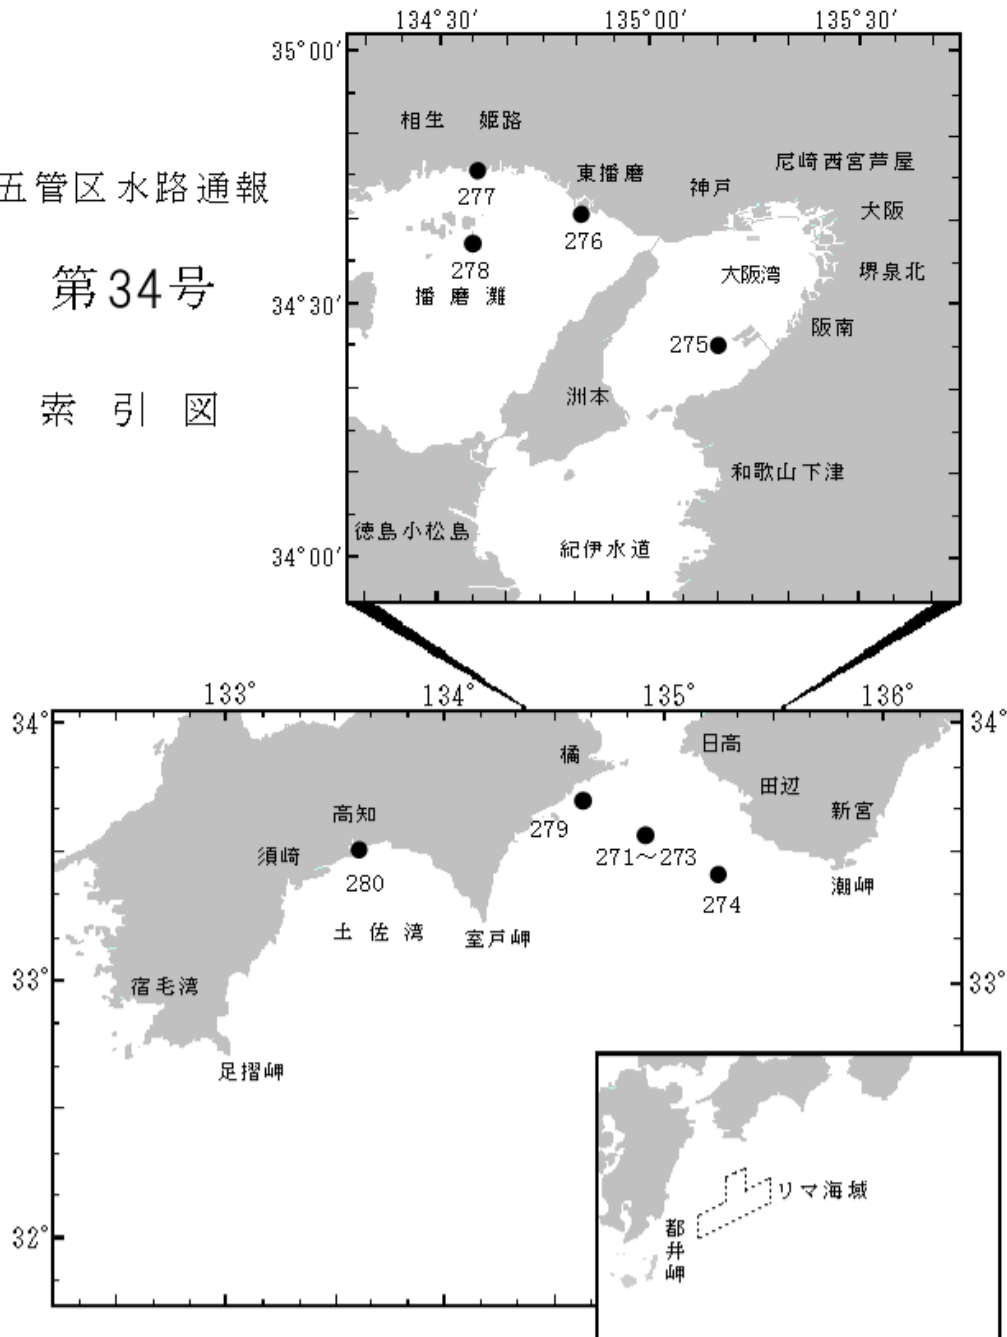 134°30′ 135°00′ 135°30′
35°00′
相生 姫路
尼崎西宮芦屋
東播磨
五管区水路通報
277
神戸
大阪
276
278
大阪湾
堺泉北
第34号
播磨灘
34°30′
阪南
275
洲本
索引図
和歌山下津
徳島小松島
紀伊水道
34°00′
133° 134° 135° 136°
34° 34°
日高
橘
田辺
高知
新宮
279
須崎
271～273
280
潮岬
274
土佐湾
室戸岬
33° 33°
宿毛湾
足摺岬
リマ海域
32°
都井岬